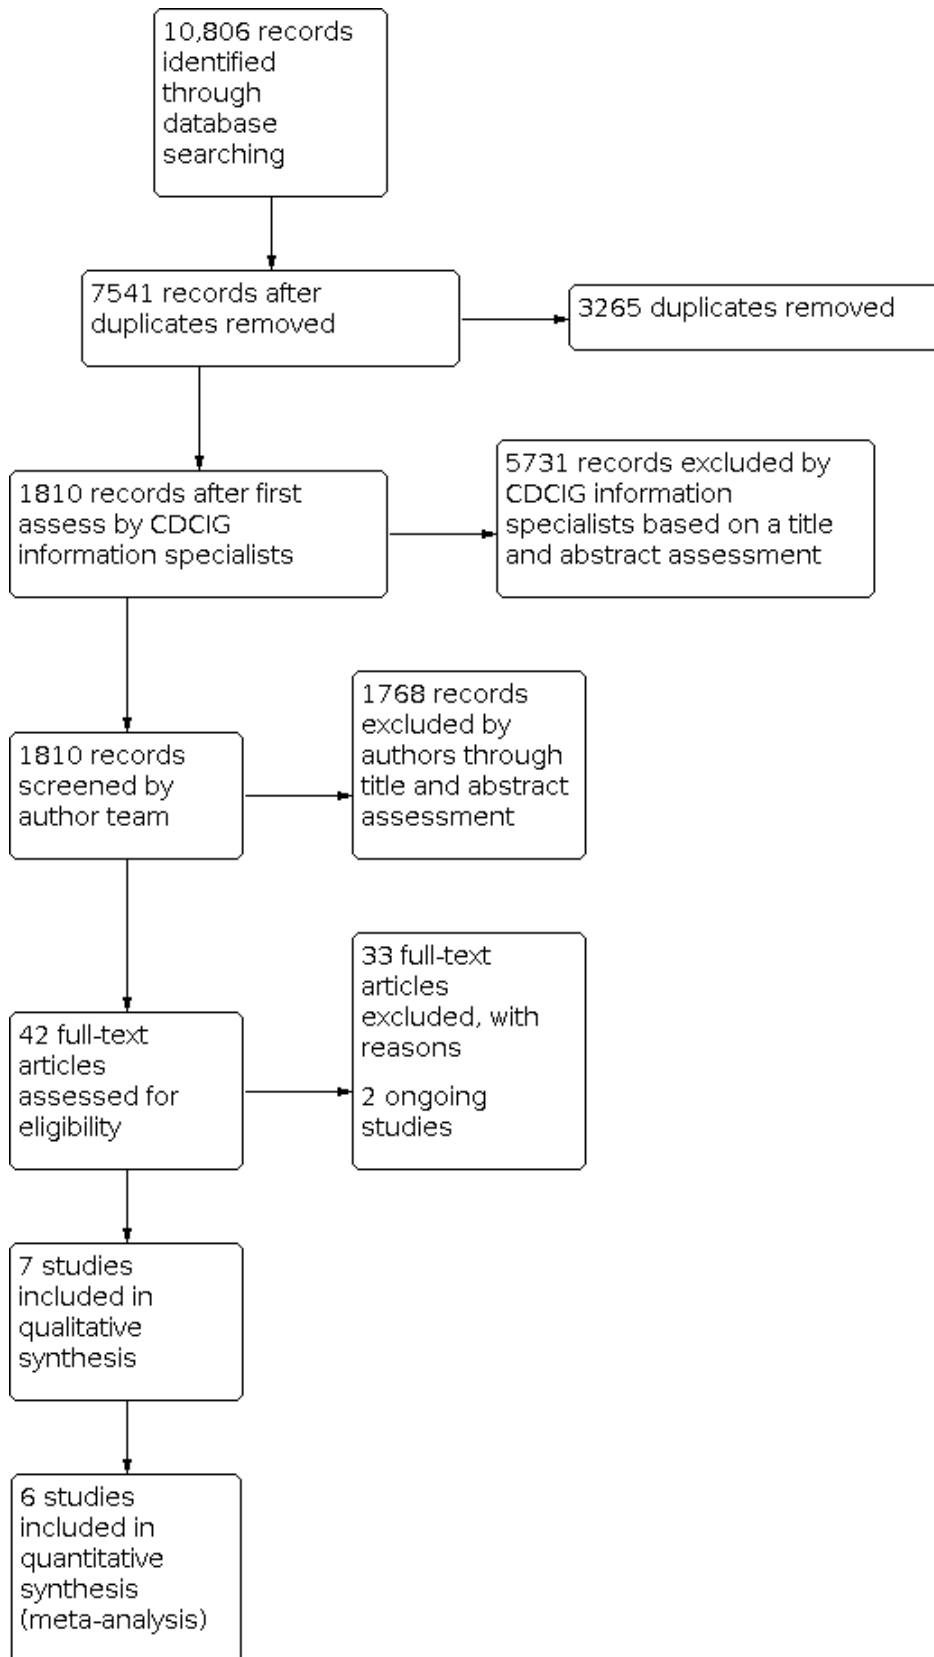 10,806 records
identified
through
database
searching
7541 records after
duplicates removed
3265 duplicates removed
1810 records after first
assess by CDCIG
information specialists
5731 records excluded by
CDCIG information
specialists based on a title
and abstract assessment
1810 records
screened by
author team
1768 records
excluded by
authors through
title and abstract
assessment
42 full-text
articles
assessed for
eligibility
33 full-text
articles
excluded, with
reasons
2 ongoing
studies
7 studies
included in
qualitative
synthesis
6 studies
included in
quantitative
synthesis
(meta-analysis)